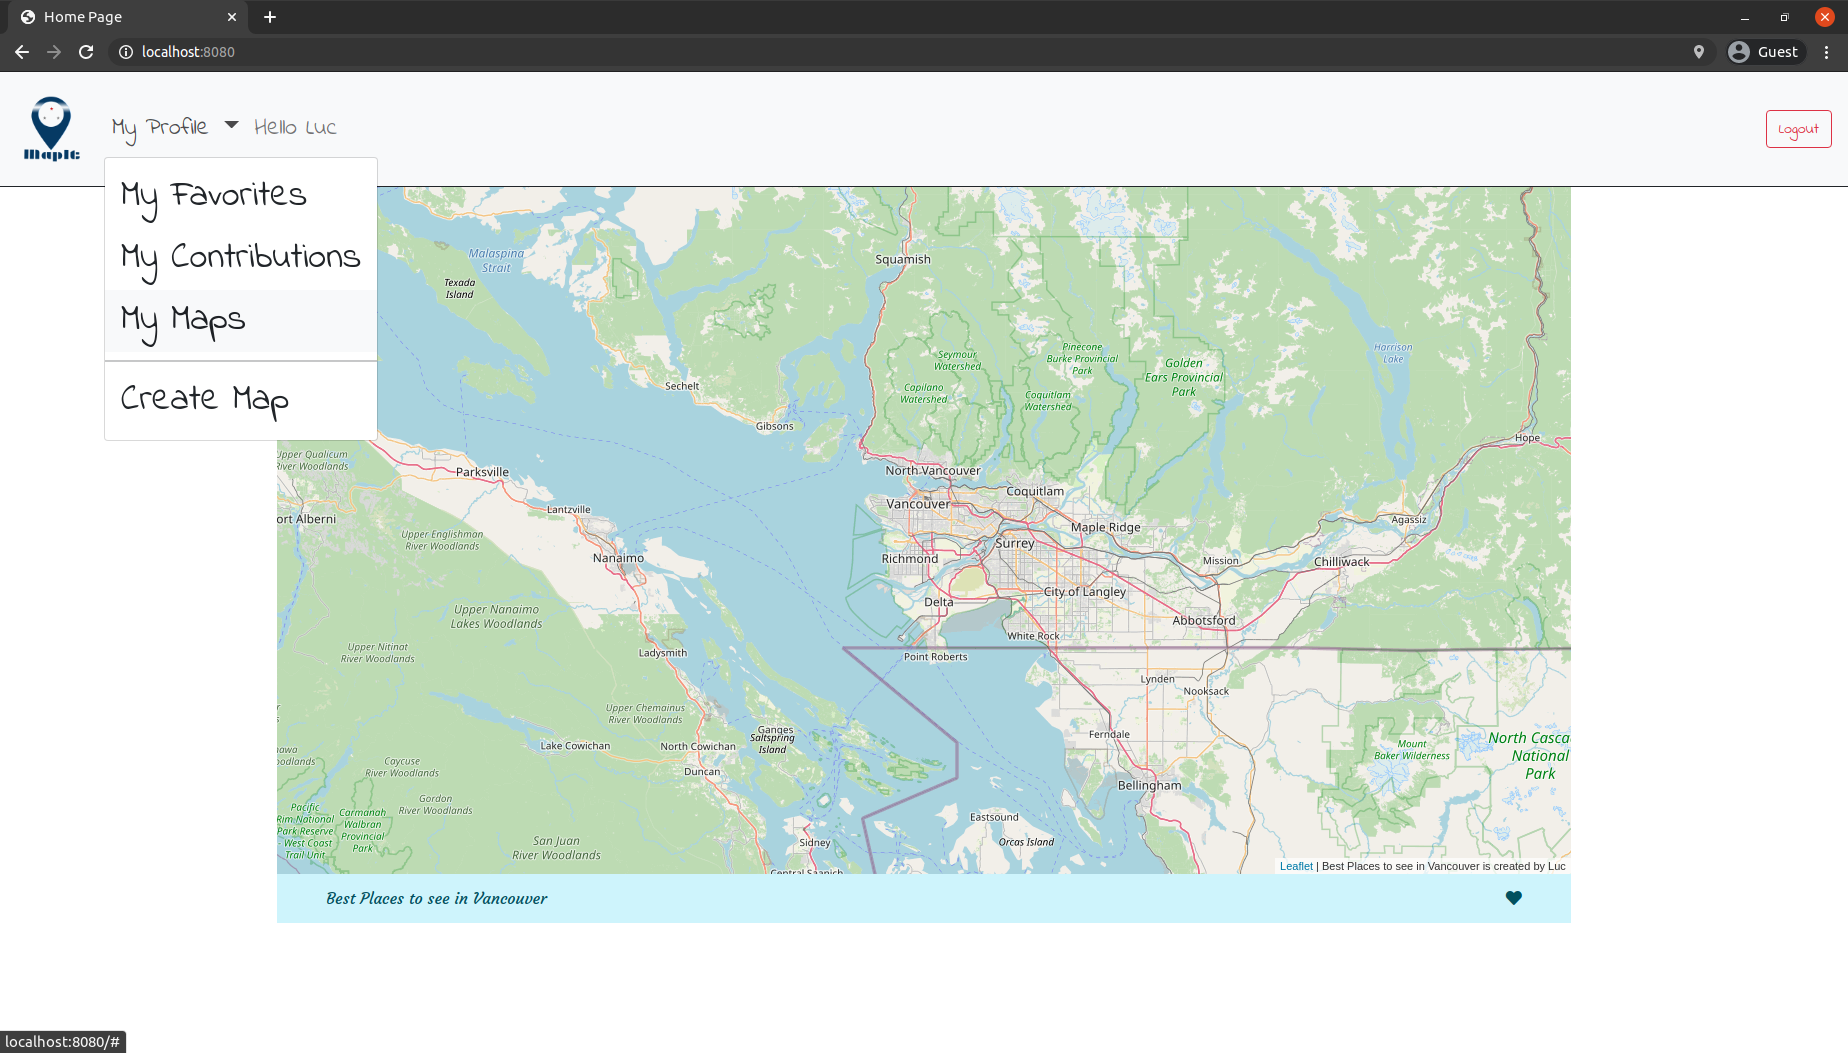 Home Page
localhost:8080
Guest
MapIt
My Profile
Hello Luc
Logout
My Favorites
My Contributions
My Maps
Create Map
Malaspina
Strait
Texada
Island
Squamish
Harrison
Lake
Seymour
Watershed
Pinecone
Burke Provincial
Park
Golden
Ears Provincial
Park
Capilano
Watershed
Coquitlam
Watershed
Sechelt
Gibsons
Hope
Upper Qualicum
River Woodlands
Parksville
North Vancouver
Coquitlam
Vancouver
Lantzville
ort Alberni
Maple Ridge
Agassiz
Upper Englishman
River Woodlands
Nanaimo
Surrey
Richmond
Mission
Chilliwack
City of Langley
Delta
Upper Nanaimo
Lakes Woodlands
Abbotsford
White Rock
Upper Nitinat
River Woodlands
Ladysmith
Point Roberts
Lynden
Nooksack
Upper Chemainus
River Woodlands
Ganges
Saltspring
Island
Ferndale
Lake Cowichan
North Cowichan
Mount
Baker Wilderness
North Casca
National
Park
Caycuse
River Woodlands
Duncan
Bellingham
Gordon
River Woodlands
Pacific
Rim National
Park Reserve
West Coast
Trail Unit
Carmanah
Walbran
Provincial
Park
Eastsound
San Juan
River Woodlands
Sidney
Orcas Island
Central Saanich
Leaflet | Best Places to see in Vancouver is created by Luc
Best Places to see in Vancouver
localhost:8080/#